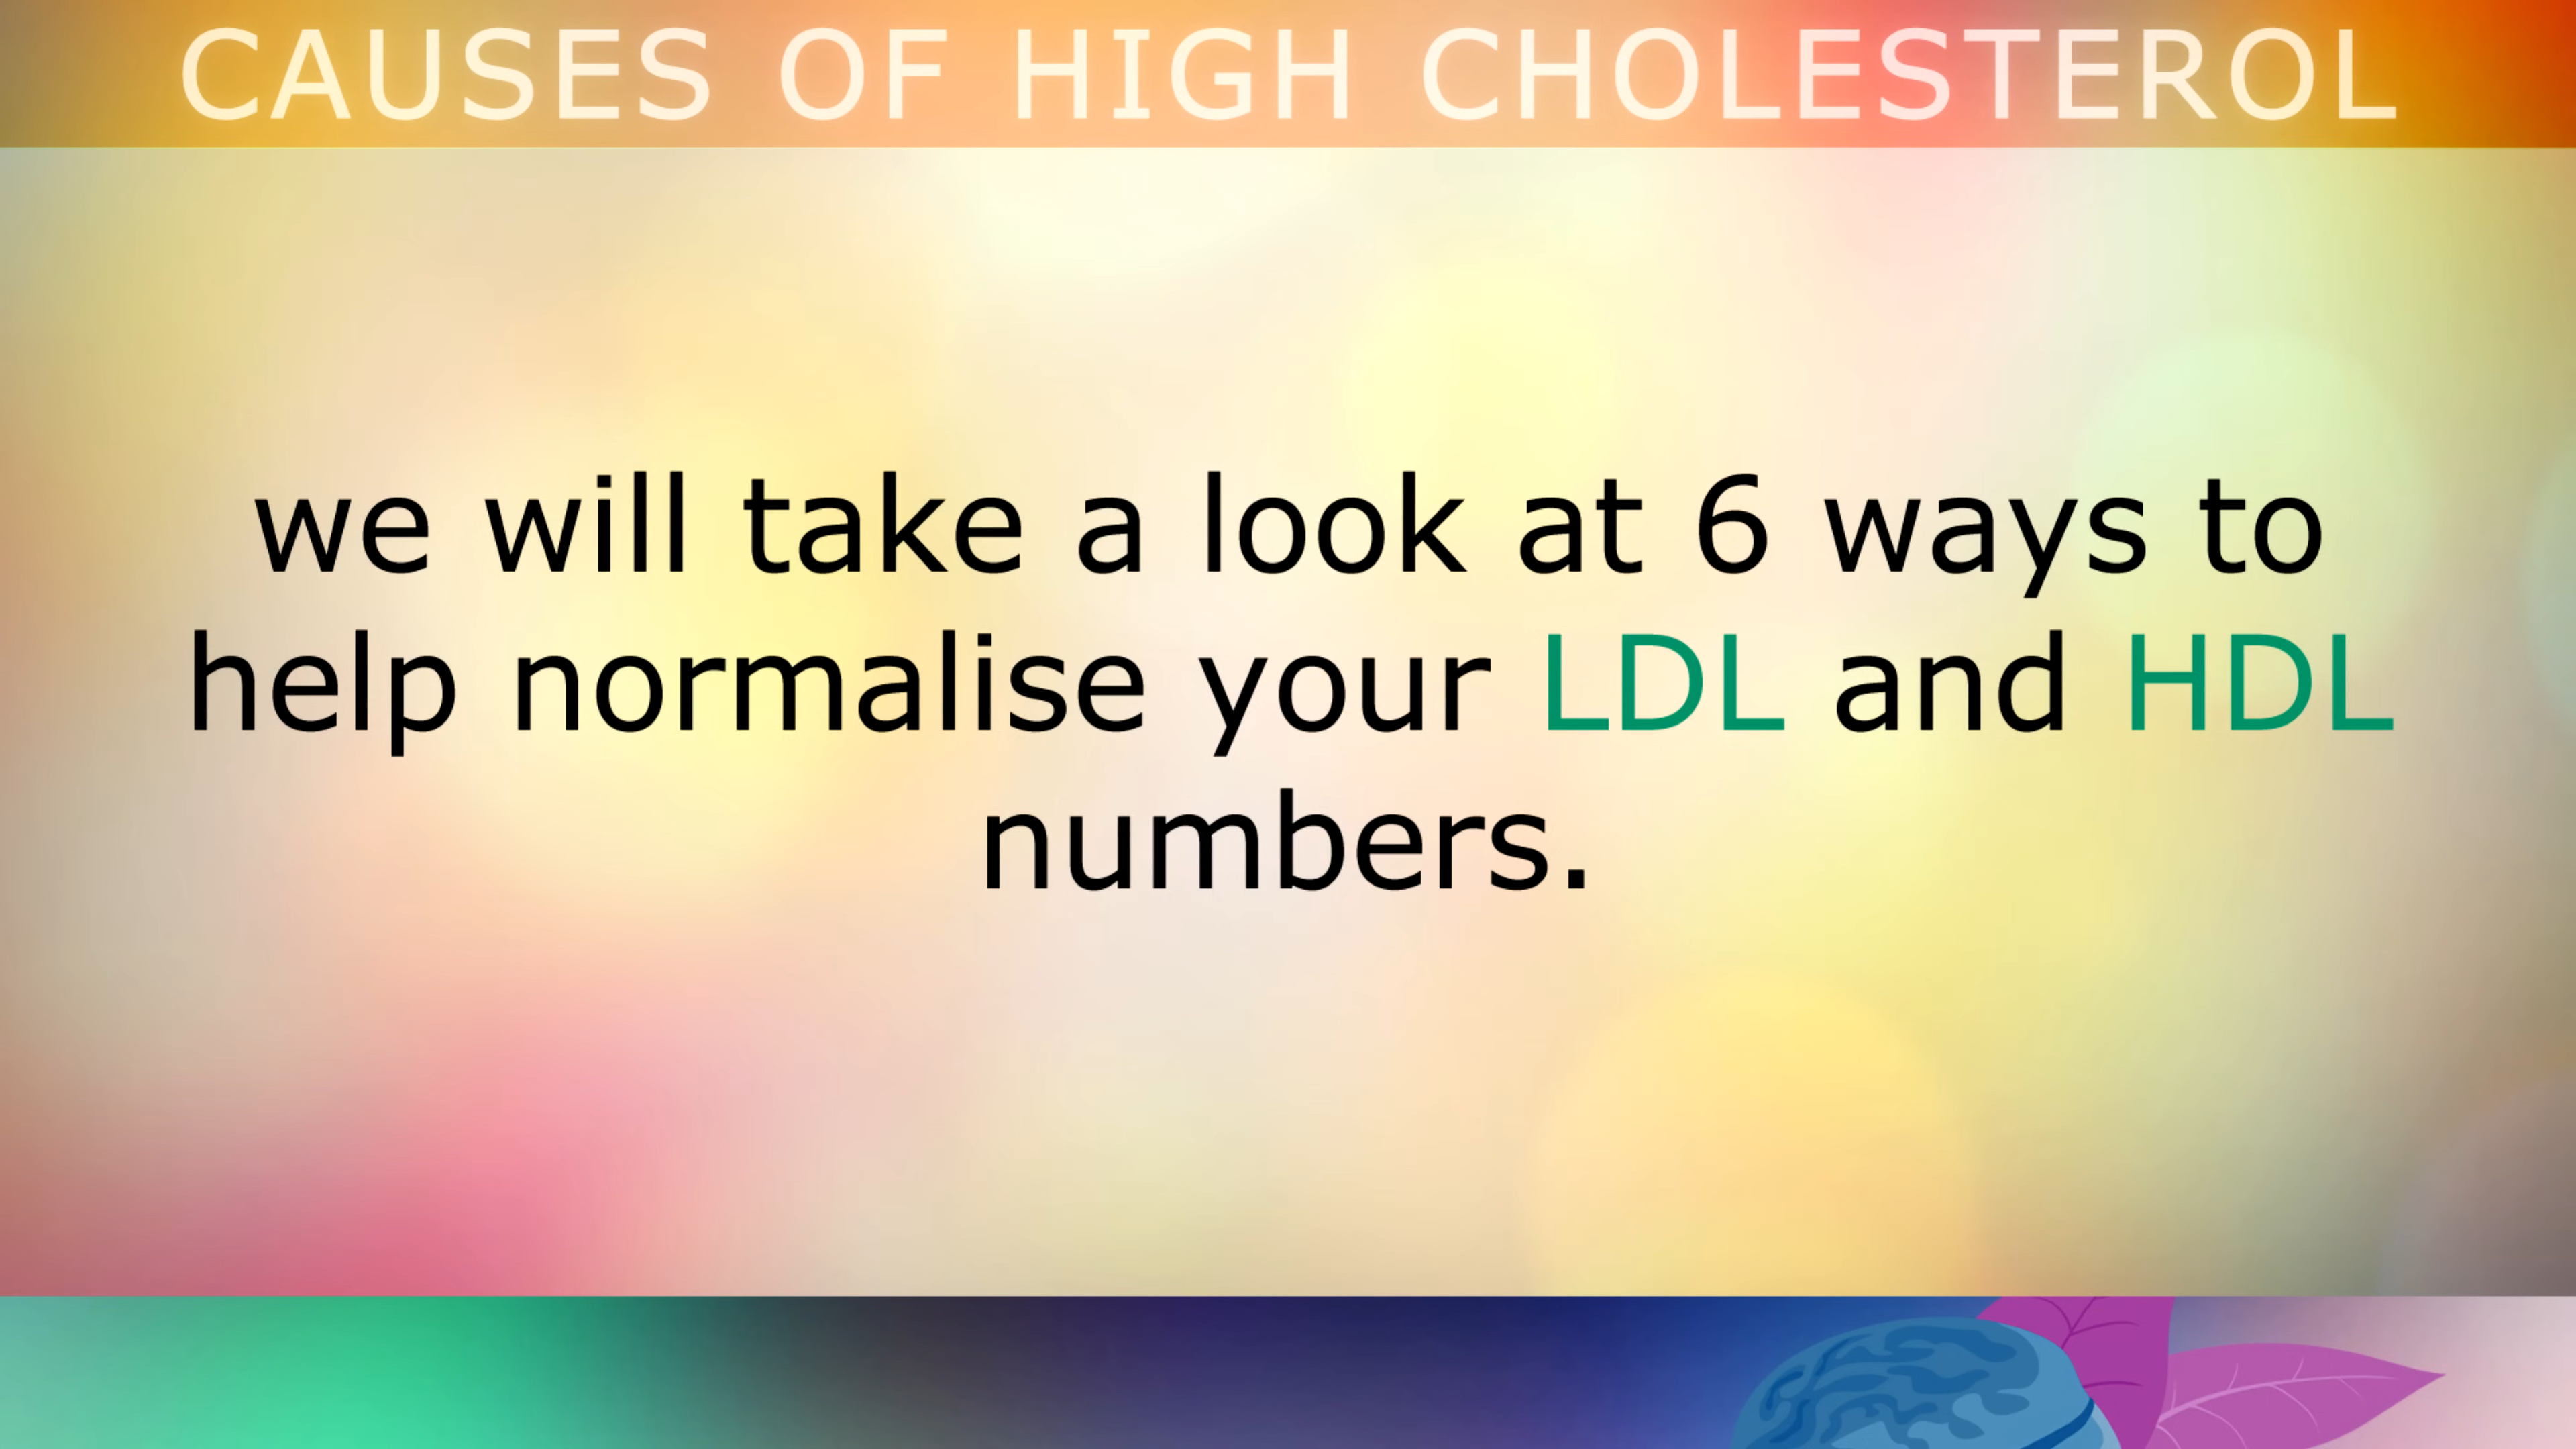 CAUSES OF HIGH CHOLESTEROL
we will take a look at 6 ways to
help normalise your LDL and HDL
numbers.